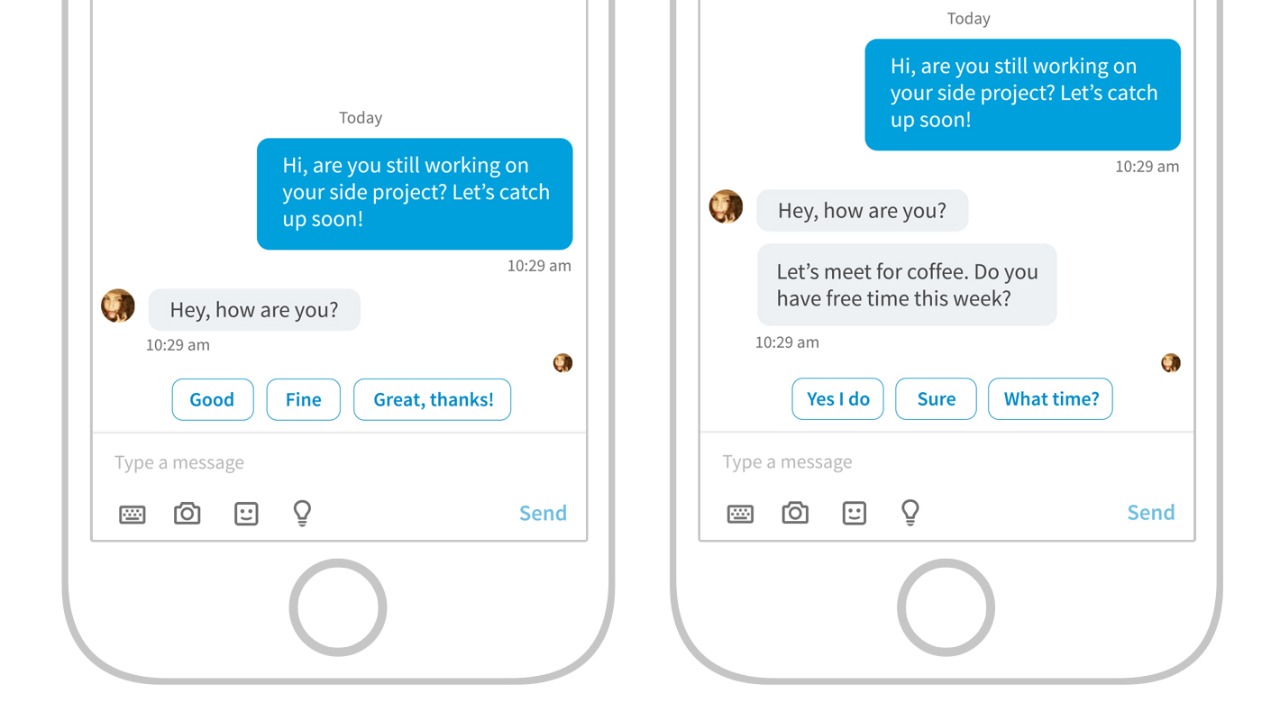 Today
Hi, are you still working on
your side project? Let’s catch
up soon!
10:29 am
Hey, how are you?
10:29 am
Good
Fine
Great, thanks!
Type a message
Send
Today
Hi, are you still working on
your side project? Let’s catch
up soon!
10:29 am
Hey, how are you?
Let’s meet for coffee. Do you
have free time this week?
10:29 am
Yes I do
Sure
What time?
Type a message
Send